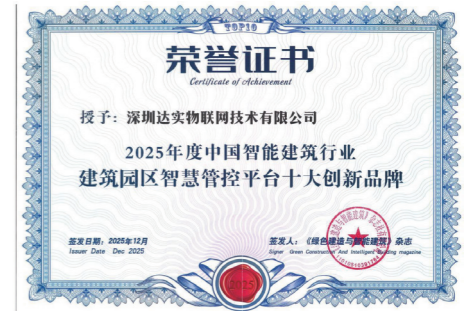 TOP10
荣誉证书
Certificate of Achievement
授予：深圳达实物联网技术有限公司
2025年度中国智能建筑行业
建筑园区智慧管控平台十大创新品牌
签发日期：2025年12月
Issuer Date Dec 2025
签发人：《绿色建造与智能建筑》杂志
Signer Green Construction And Intelligent Building magazine
2025